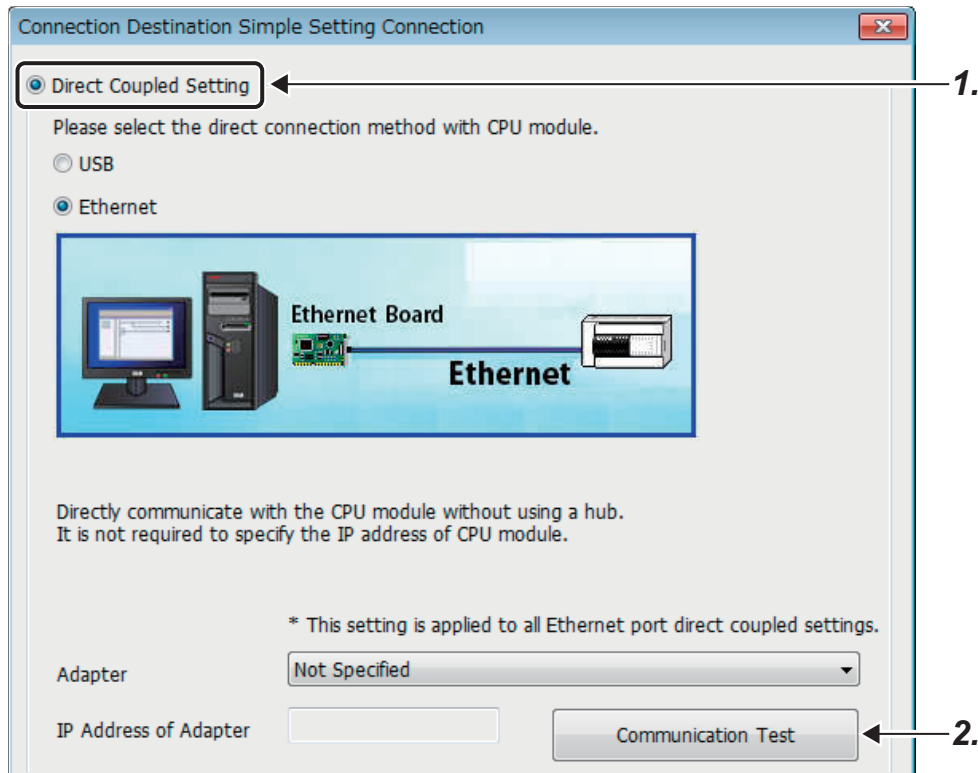 Connection Destination Simple Setting Connection
Direct Coupled Setting
1.
Please select the direct connection method with CPU module.
USB
Ethernet
Ethernet Board
Ethernet
Directly communicate with the CPU module without using a hub.
It is not required to specify the IP address of CPU module.
* This setting is applied to all Ethernet port direct coupled settings.
Adapter
Not Specified
IP Address of Adapter
Communication Test
2.